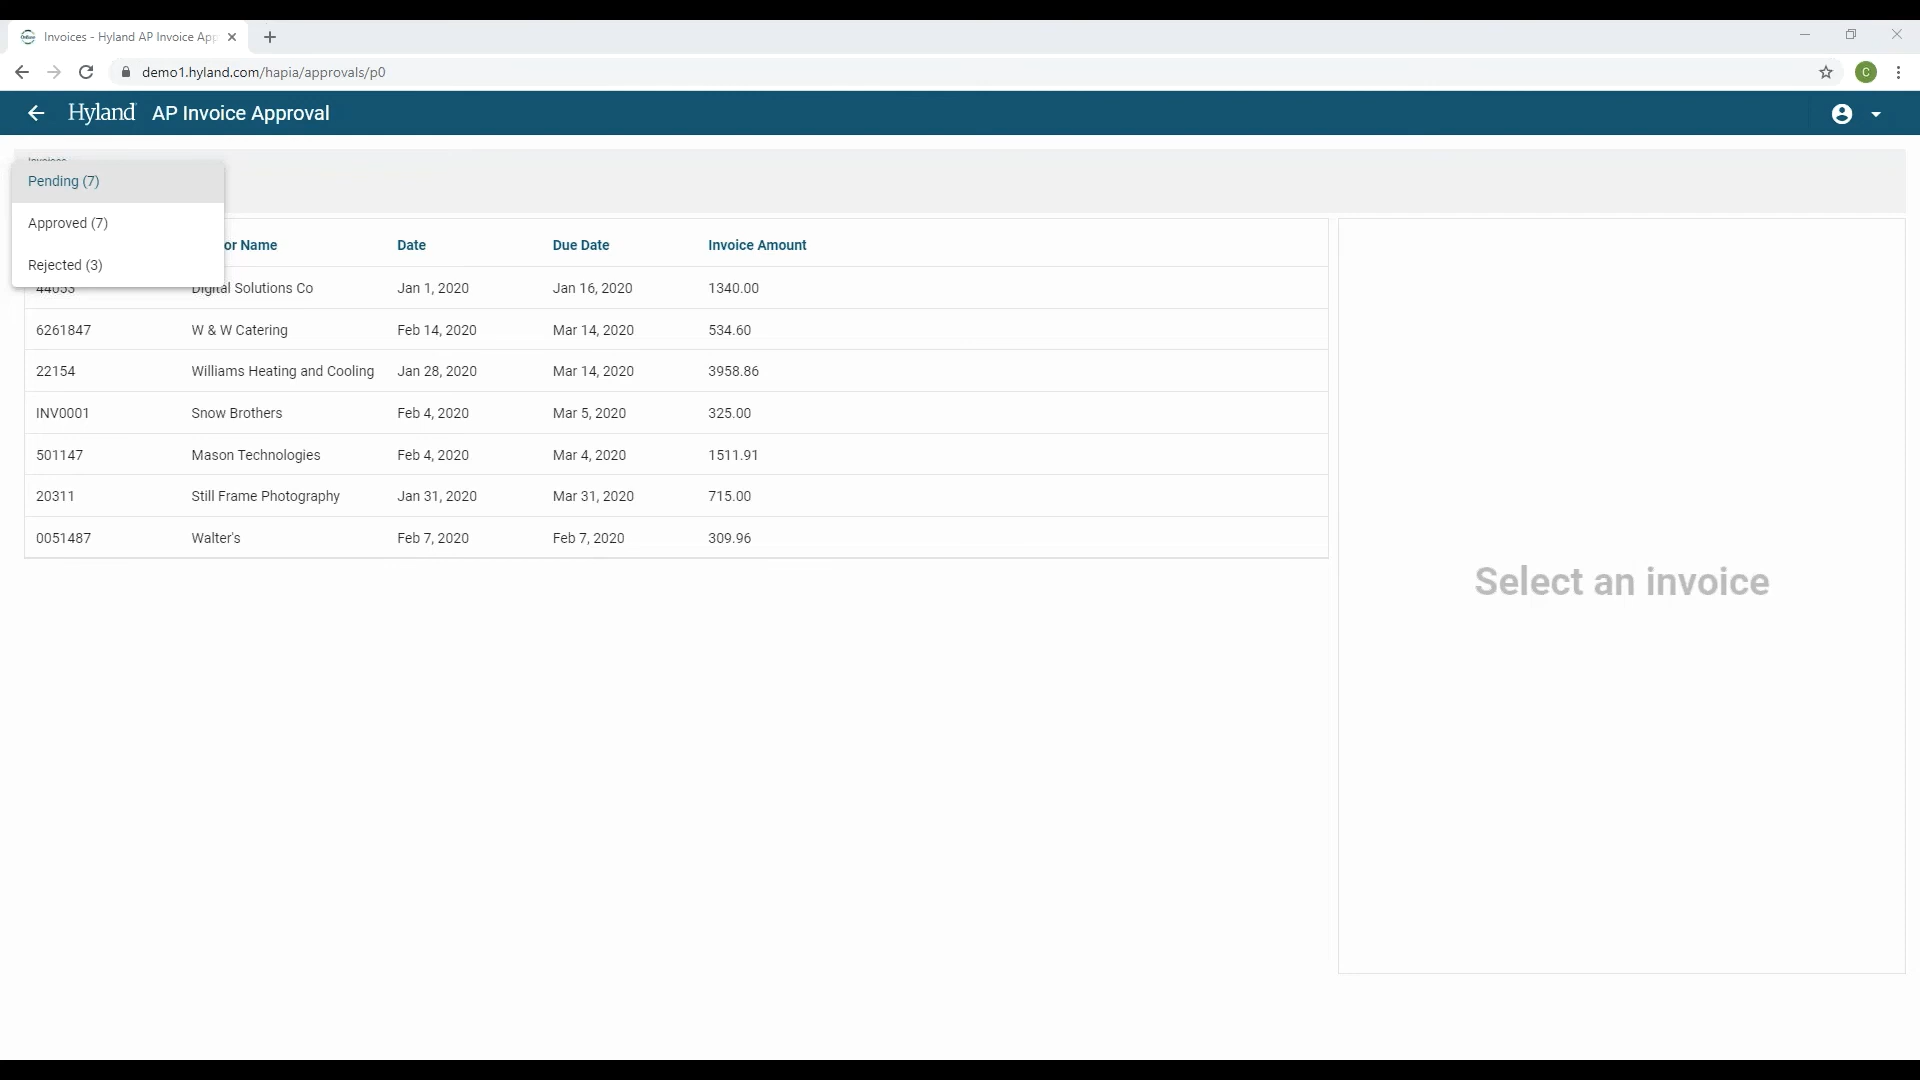 Invoices - Hyland AP Invoice App
demo1.hyland.com/hapia/approvals/p0
C
Hyland AP Invoice Approval
Invoices
Pending (7)
Approved (7)
Rejected (3)
or Name Date Due Date Invoice Amount
44053 Digital Solutions Co Jan 1, 2020 Jan 16, 2020 1340.00
6261847 W & W Catering Feb 14, 2020 Mar 14, 2020 534.60
22154 Williams Heating and Cooling Jan 28, 2020 Mar 14, 2020 3958.86
INV0001 Snow Brothers Feb 4, 2020 Mar 5, 2020 325.00
501147 Mason Technologies Feb 4, 2020 Mar 4, 2020 1511.91
20311 Still Frame Photography Jan 31, 2020 Mar 31, 2020 715.00
0051487 Walter's Feb 7, 2020 Feb 7, 2020 309.96
Select an invoice